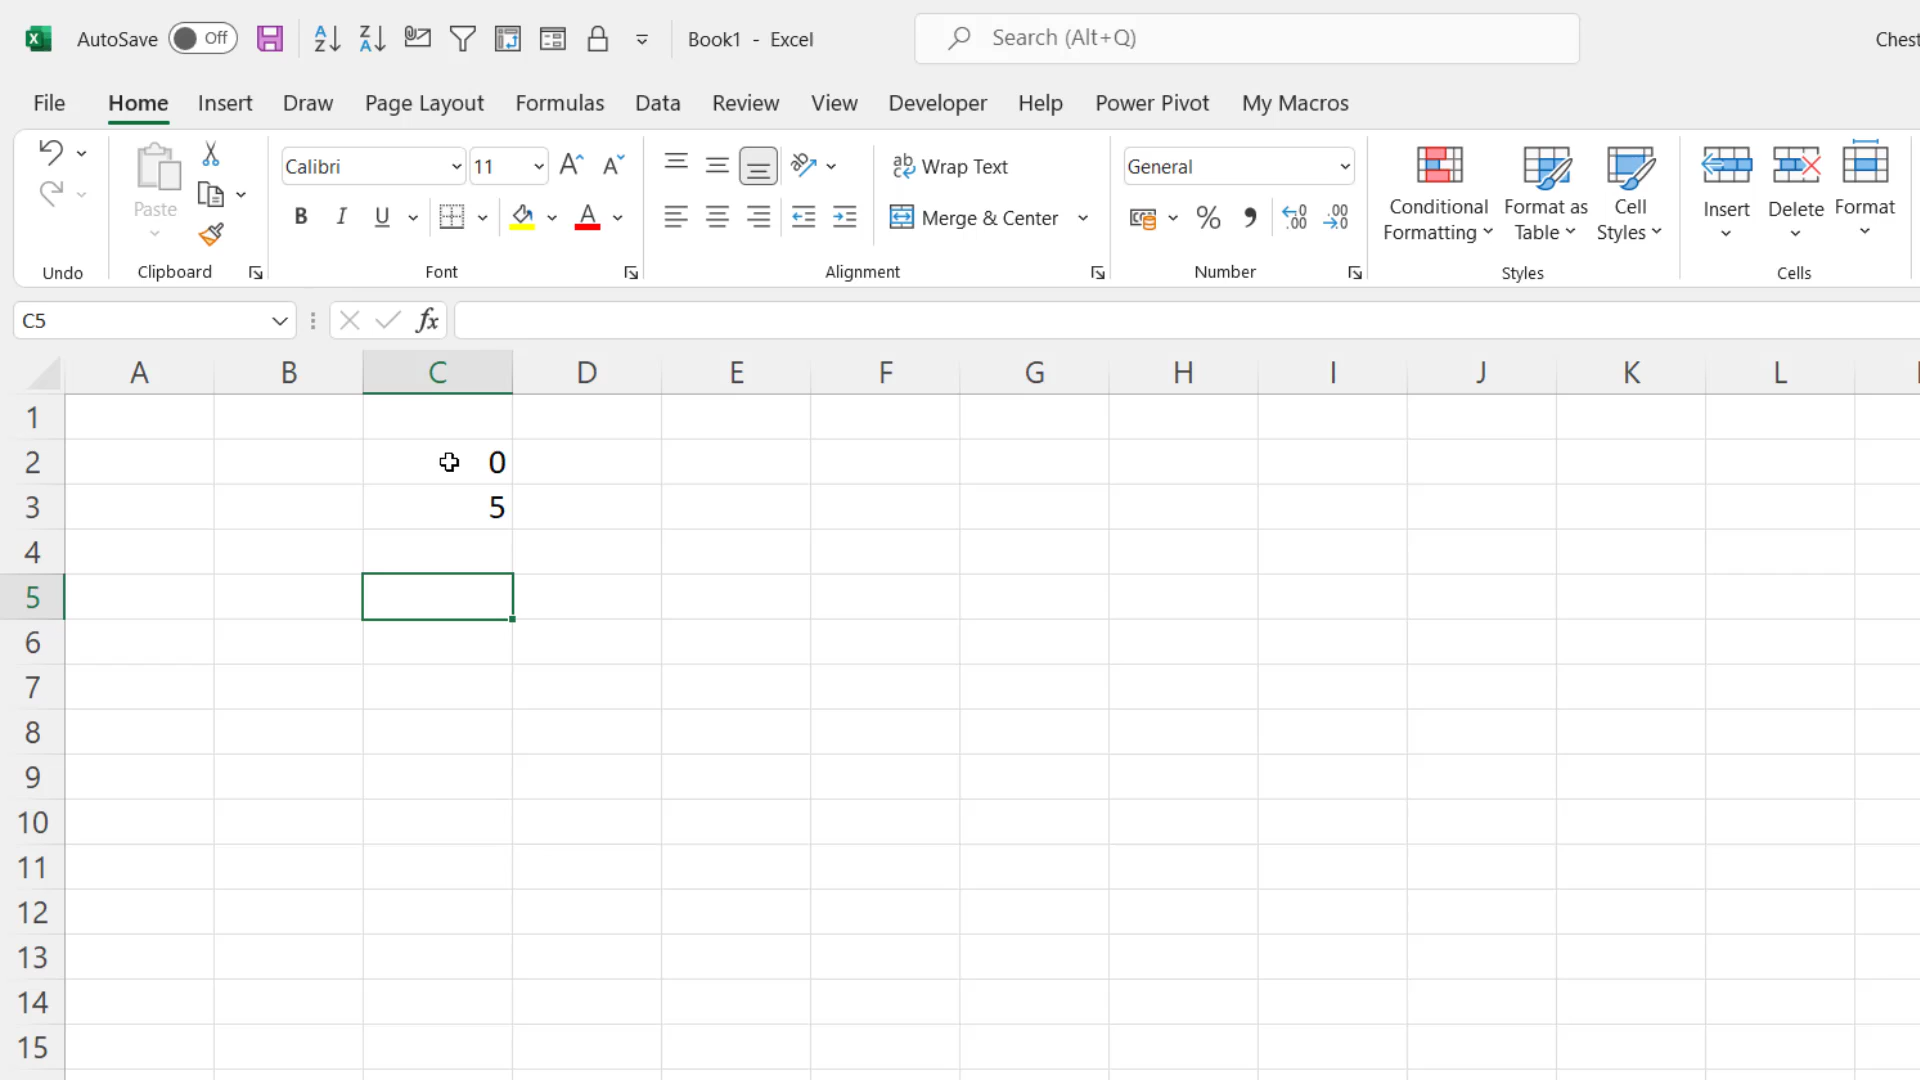 AutoSave Off Book1 - Excel Search (Alt+Q) Chest
File Home Insert Draw Page Layout Formulas Data Review View Developer Help Power Pivot My Macros
Paste
Calibri 11
Wrap Text
General
Conditional Formatting
Format as Table
Cell Styles
Insert Delete Format
B I U A
Merge & Center
Undo Clipboard Font Alignment Number Styles Cells
C5 fx
A B C D E F G H I J K L
1
2 0
3 5
4
5
6
7
8
9
10
11
12
13
14
15